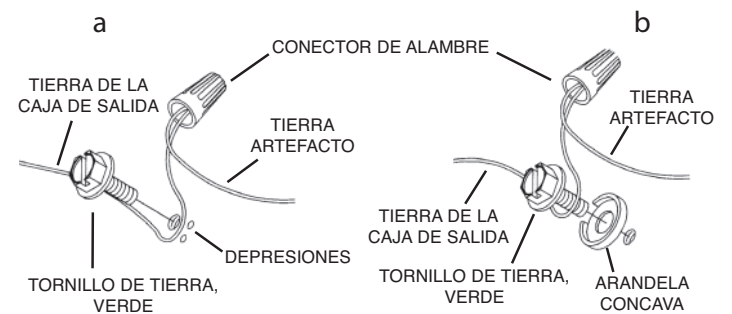 a
b
CONECTOR DE ALAMBRE
TIERRA DE LA
CAJA DE SALIDA
TIERRA
ARTEFACTO
TIERRA
ARTEFACTO
TIERRA DE LA
CAJA DE SALIDA
DEPRESIONES
TORNILLO DE TIERRA,
VERDE
TORNILLO DE TIERRA,
VERDE
ARANDELA
CONCAVA